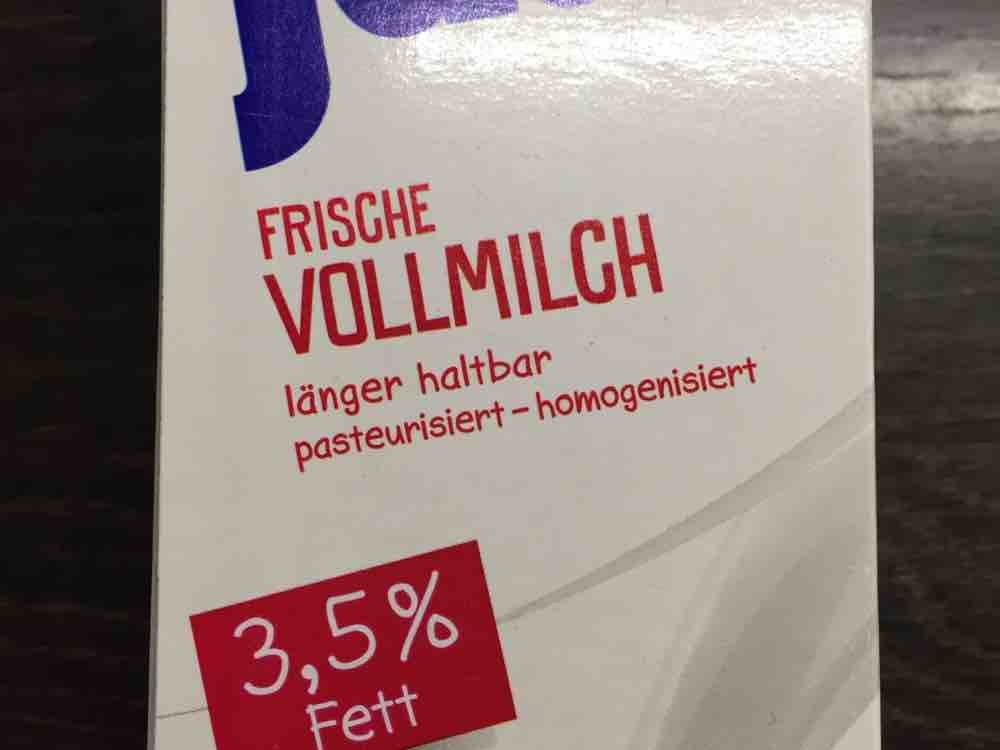 FRISCHE
VOLLMILCH
länger haltbar
pasteurisiert – homogenisiert
3,5%
Fett